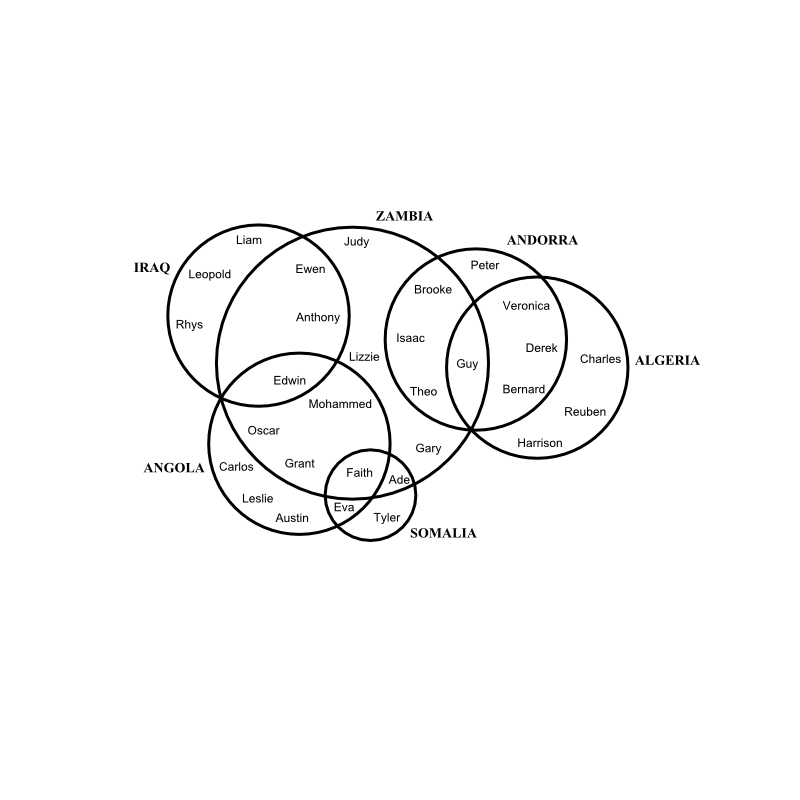 ZAMBIA
Liam
Judy
ANDORRA
IRAQ
Leopold
Ewen
Peter
Brooke
Veronica
Rhys
Anthony
Isaac
Derek
Lizzie
Guy
Charles
ALGERIA
Edwin
Theo
Bernard
Mohammed
Reuben
Oscar
Harrison
Gary
ANGOLA
Carlos
Grant
Faith
Ade
Leslie
Eva
Austin
Tyler
SOMALIA